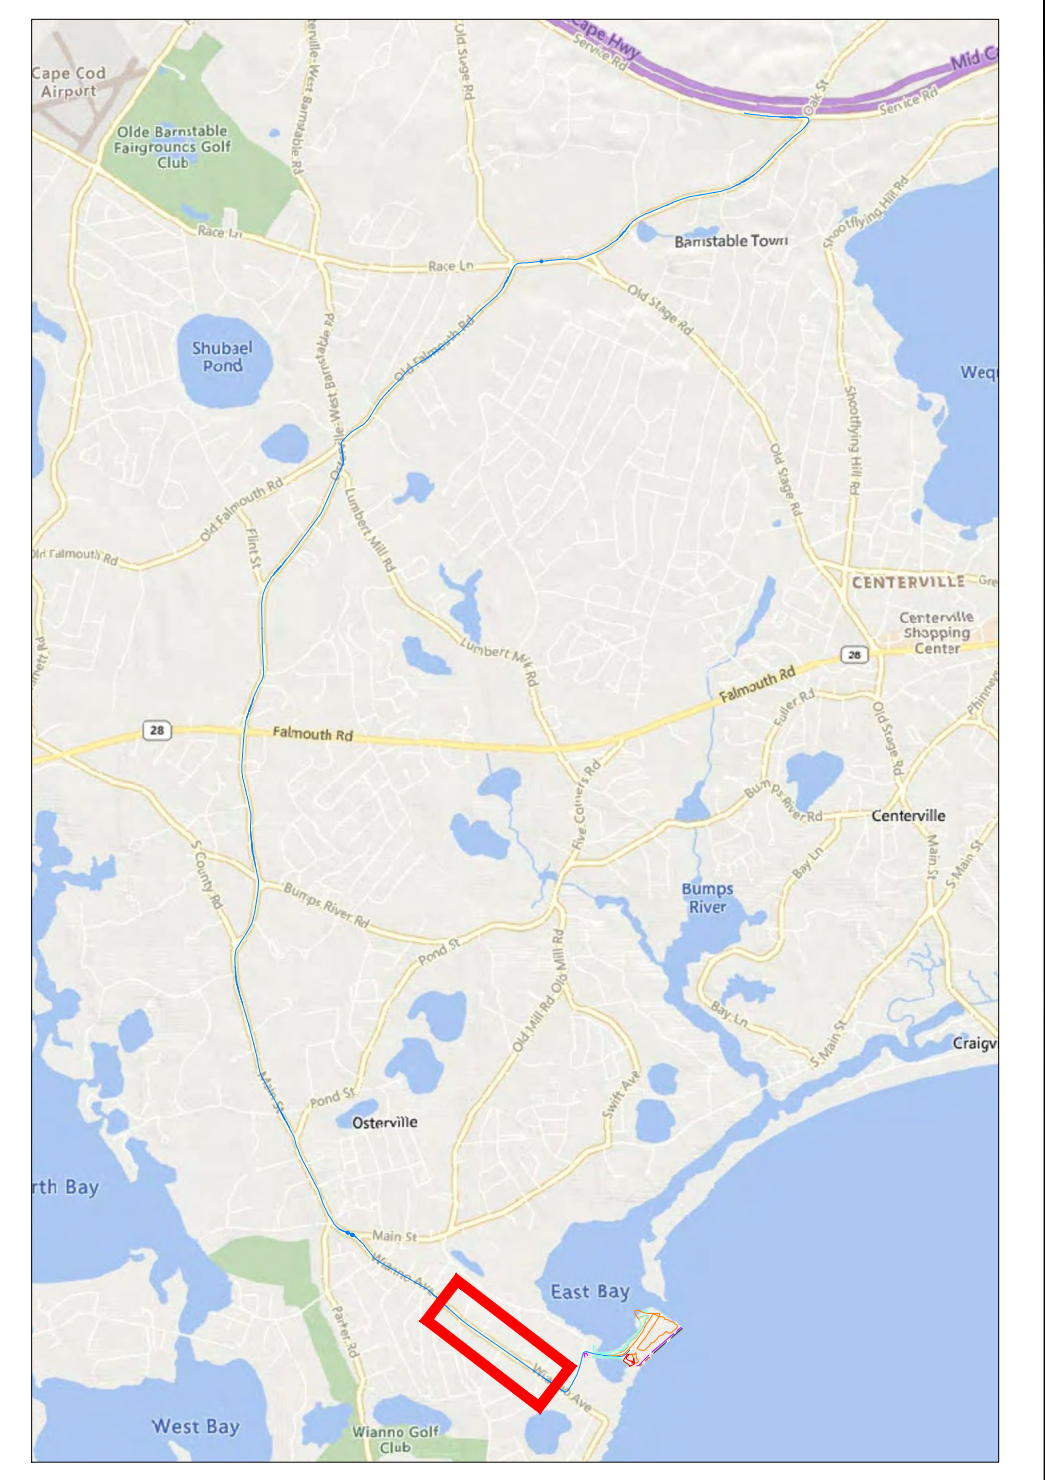 Cape Hwy
Service Rd
Mid C
Oak St
Service Rd
Old Stage Rd
Cape Cod
Airport
Olde Barnstable
Fairgrounds Golf
Club
Shootflying Hill Rd
Barnstable Town
Race Ln
Race Ln
Old Stage Rd
Old Falmouth Rd
Shubael
Pond
Wequ
Shootflying Hill Rd
Old Stage Rd
Old Falmouth Rd
Lumbert Mill Rd
Flint St
Old Falmouth Rd
CENTERVILLE
Gre
Centerville
Shopping
Center
28
Lumbert Mill Rd
Falmouth Rd
Fuller Rd
Phinney
Old Stage Rd
28
Falmouth Rd
Five Corners Rd
Bumps River Rd
Centerville
Main St
S Main St
Bay Ln
S County Rd
Bumps River Rd
Bumps
River
Pond St
Old Mill Rd
Old Mill Rd
Bay Ln
S Main St
Craigv
Main St
Pond St
Swift Ave
Osterville
rth Bay
Main St
Wianno Ave
East Bay
Parker Rd
Wianno Ave
West Bay
Wianno Golf
Club